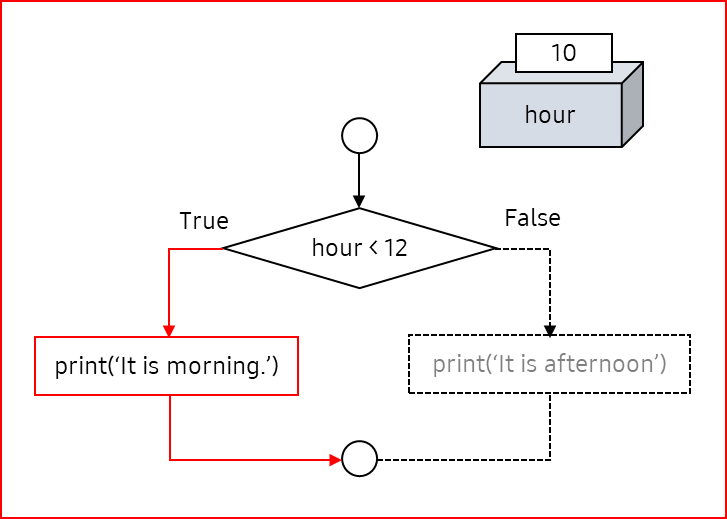 10
hour
True
False
hour < 12
print(‘It is morning.’)
print(‘It is afternoon’)